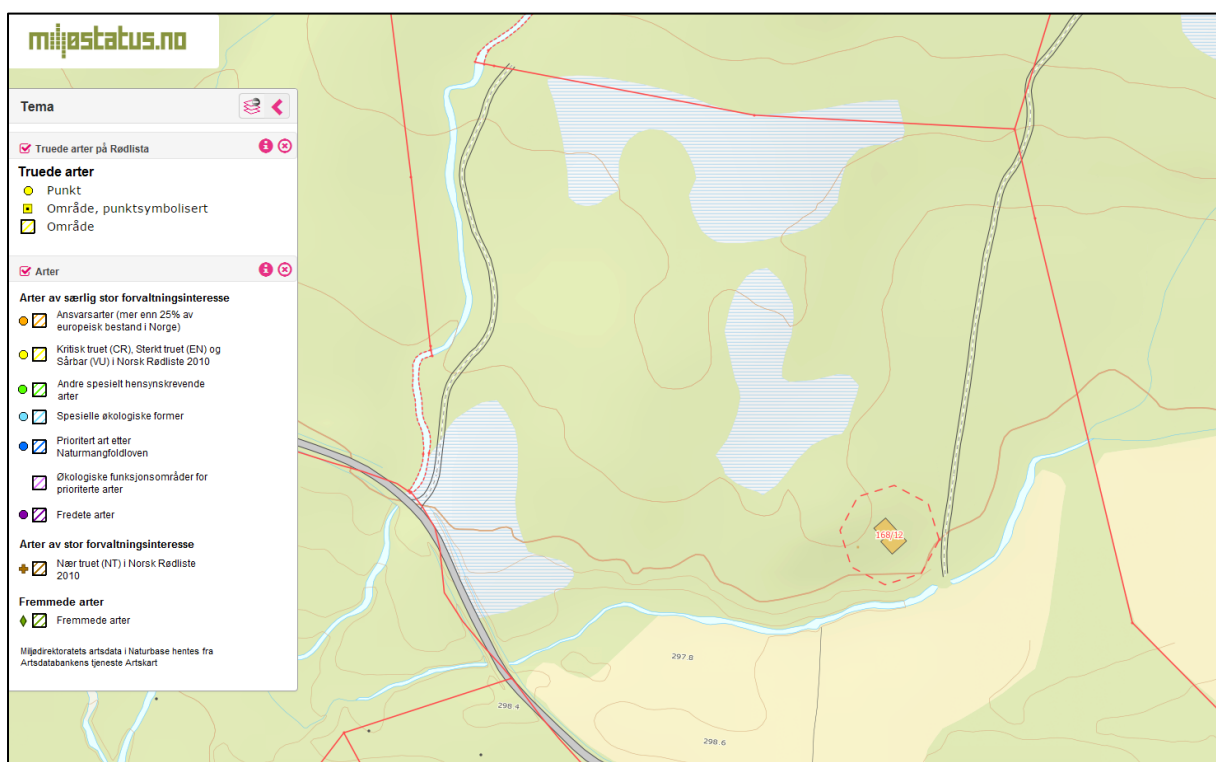 miljøstatus.no
Tema
Truede arter på Rødlista
Truede arter
Punkt
Område, punktsymbolisert
Område
Arter
Arter av særlig stor forvaltningsinteresse
Ansvarsarter (mer enn 25% av
europeisk bestand i Norge)
Kritisk truet (CR), Sterkt truet (EN) og
Sårbar (VU) i Norsk Rødliste 2010
Andre spesielt hensynskrevende
arter
Spesielle økologiske former
Prioritert art etter
Naturmangfoldloven
Økologiske funksjonsområder for
prioriterte arter
Fredete arter
Arter av stor forvaltningsinteresse
Nær truet (NT) i Norsk Rødliste
2010
Fremmede arter
Fremmede arter
Miljødirektoratets artsdata i Naturbase hentes fra
Artsdatabankens tjeneste Artskart
168/12
297.8
298.4
298.6